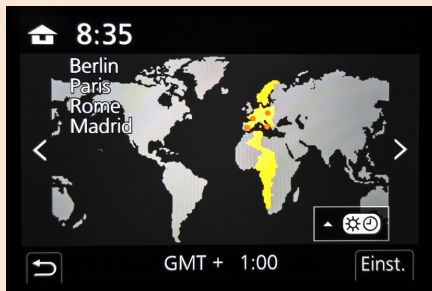 8:35
Berlin
Paris
Rome
Madrid
GMT + 1:00
Einst.